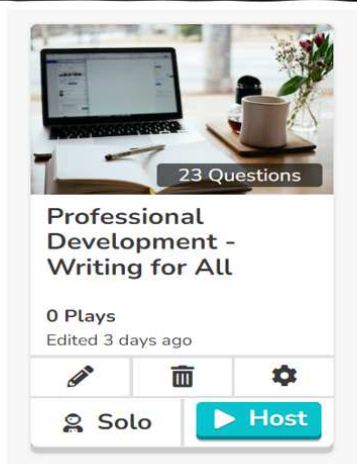 23 Questions
Professional
Development -
Writing for All
0 Plays
Edited 3 days ago
Solo
Host